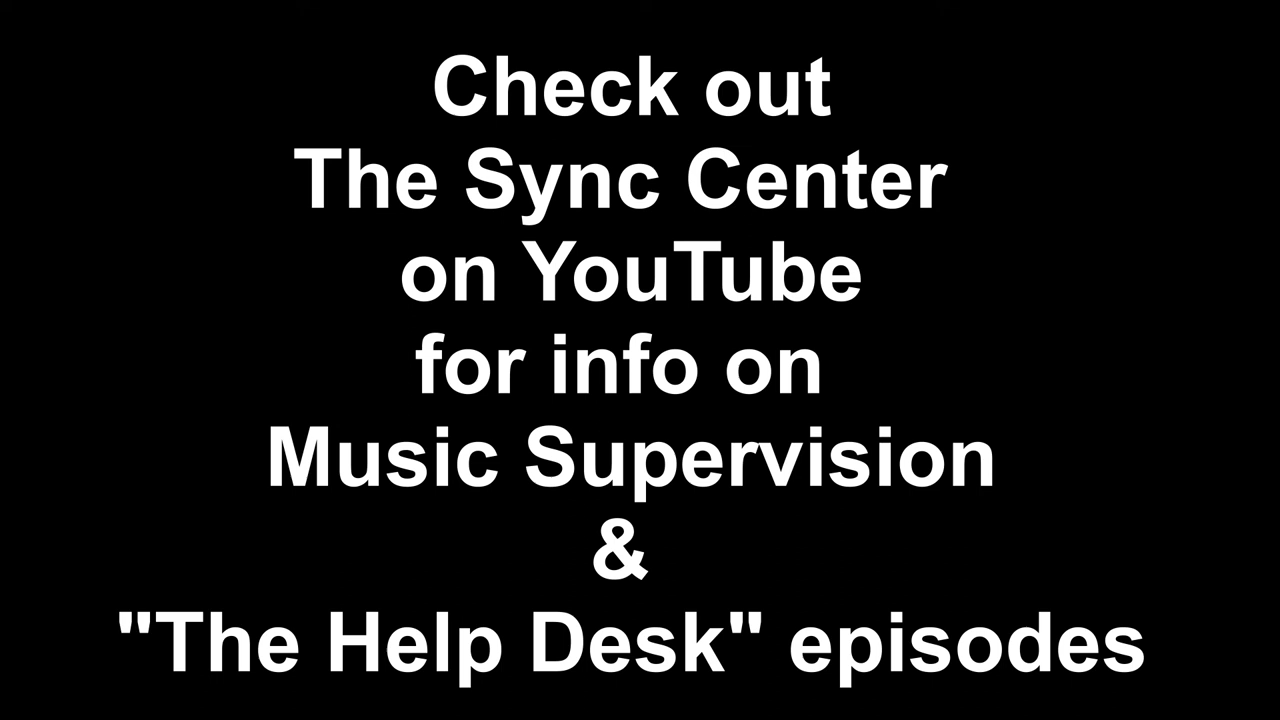 Check out
The Sync Center
on YouTube
for info on
Music Supervision
&
"The Help Desk" episodes